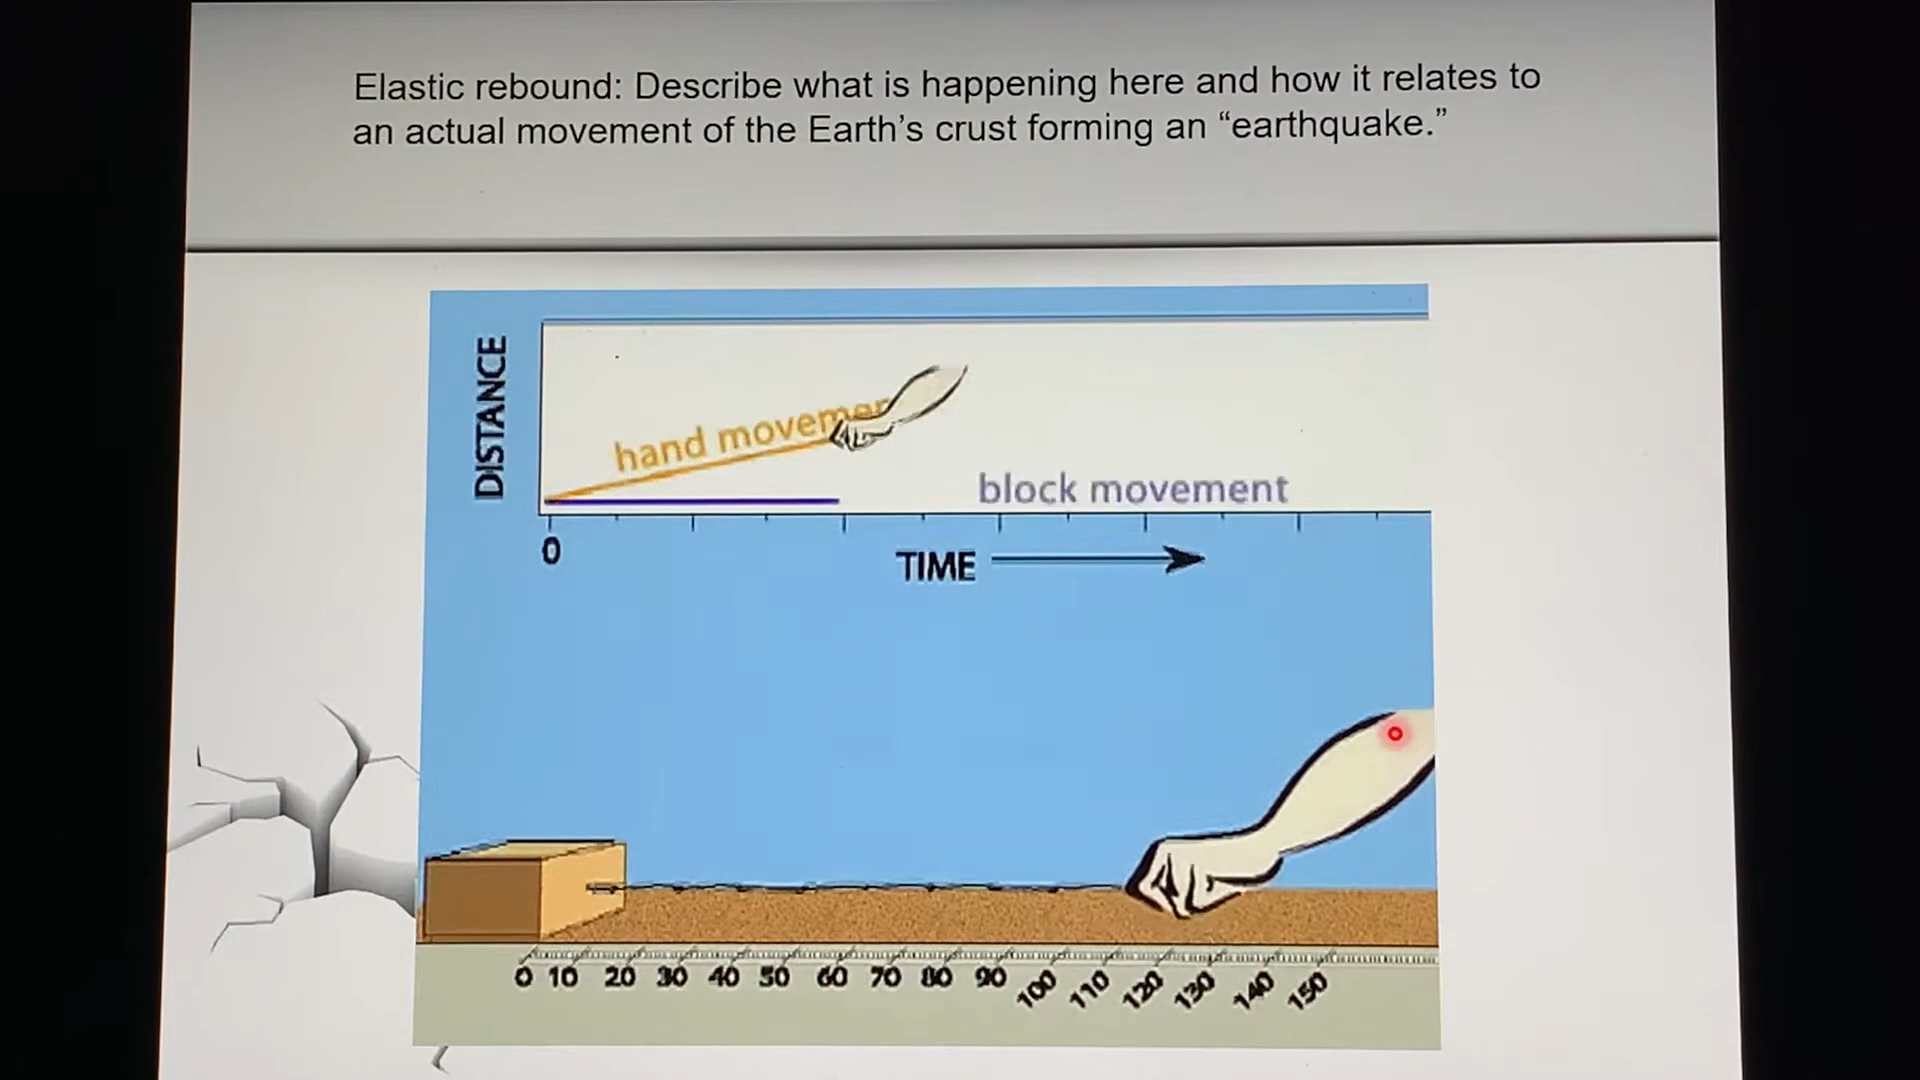 Elastic rebound: Describe what is happening here and how it relates to
an actual movement of the Earth's crust forming an “earthquake.”
DISTANCE
hand movemen
block movement
0
TIME
0 10 20 30 40 50 60 70 80 90 100 110 120 130 140 150